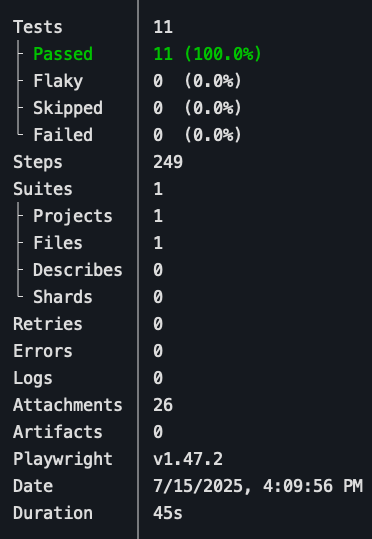 Tests 11
├ Passed 11 (100.0%)
├ Flaky 0 (0.0%)
├ Skipped 0 (0.0%)
└ Failed 0 (0.0%)
Steps 249
Suites 1
├ Projects 1
├ Files 1
├ Describes 0
└ Shards 0
Retries 0
Errors 0
Logs 0
Attachments 26
Artifacts 0
Playwright v1.47.2
Date 7/15/2025, 4:09:56 PM
Duration 45s